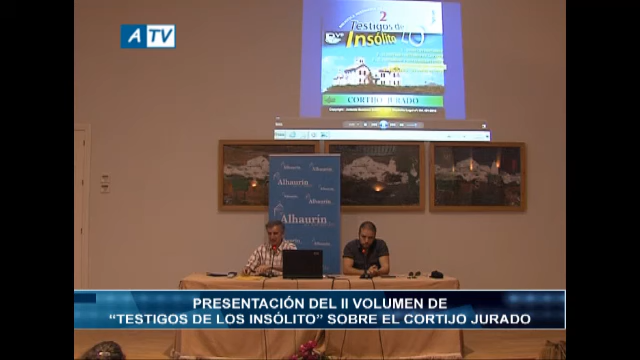 ATV
2
Testigos de lo
Insólito
CORTIJO JURADO
Alhaurín
Alhaurín
PRESENTACIÓN DEL II VOLUMEN DE
“TESTIGOS DE LOS INSÓLITO” SOBRE EL CORTIJO JURADO